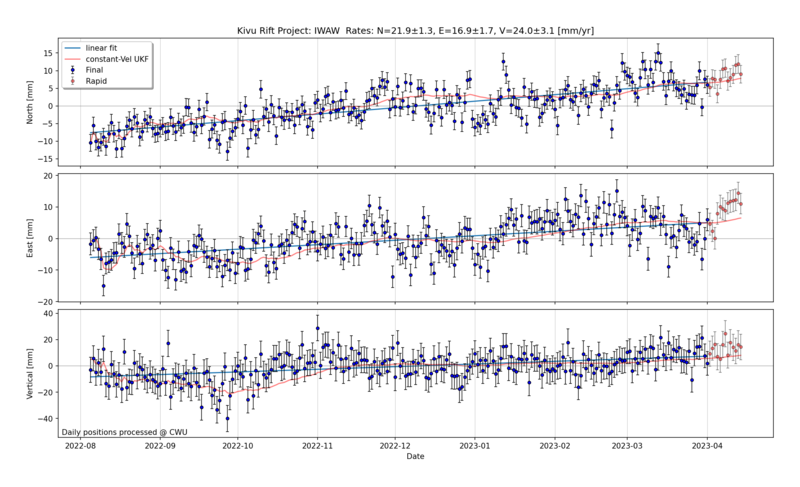 Kivu Rift Project: IWAW Rates: N=21.9±1.3, E=16.9±1.7, V=24.0±3.1 [mm/yr]
linear fit
constant-Vel UKF
Final
Rapid
North [mm]
15
10
5
0
−5
−10
−15
East [mm]
20
10
0
−10
−20
Vertical [mm]
40
20
0
−20
−40
Daily positions processed @ CWU
2022-08 2022-09 2022-10 2022-11 2022-12 2023-01 2023-02 2023-03 2023-04
Date